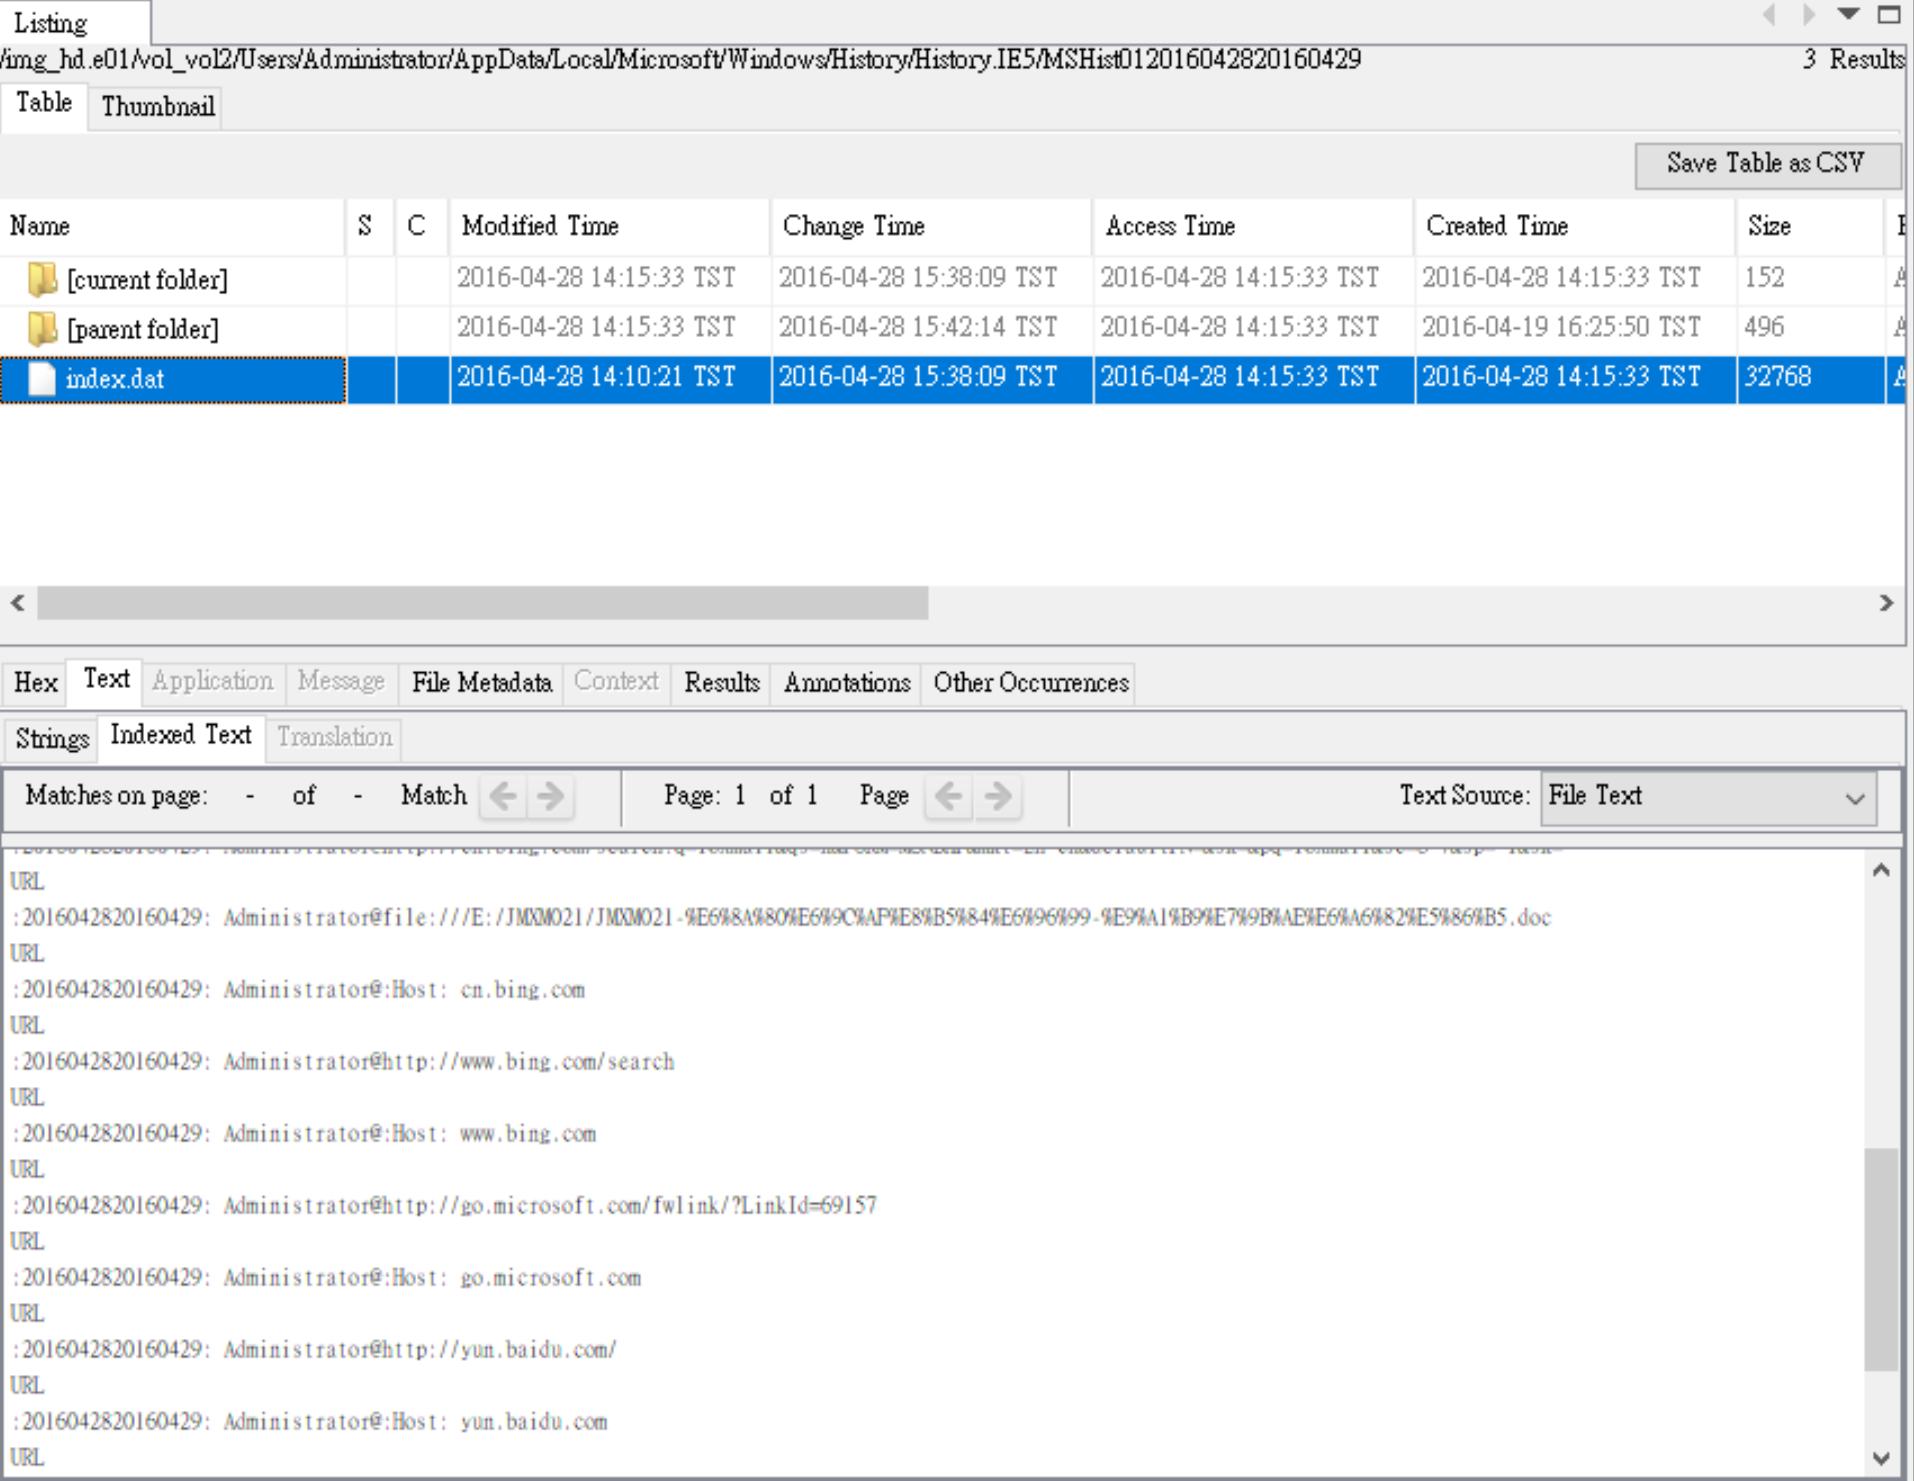 Listing
/img_hd.e01/vol_vol2/Users/Administrator/AppData/Local/Microsoft/Windows/History/History.IE5/MSHist012016042820160429 3 Results
Table Thumbnail
Save Table as CSV
Name S C Modified Time Change Time Access Time Created Time Size
[current folder] 2016-04-28 14:15:33 TST 2016-04-28 15:38:09 TST 2016-04-28 14:15:33 TST 2016-04-28 14:15:33 TST 152
[parent folder] 2016-04-28 14:15:33 TST 2016-04-28 15:42:14 TST 2016-04-28 14:15:33 TST 2016-04-19 16:25:50 TST 496
index.dat 2016-04-28 14:10:21 TST 2016-04-28 15:38:09 TST 2016-04-28 14:15:33 TST 2016-04-28 14:15:33 TST 32768
Hex Text Application Message File Metadata Context Results Annotations Other Occurrences
Strings Indexed Text Translation
Matches on page: - of - Match Page: 1 of 1 Page Text Source: File Text
URL
:2016042820160429: Administrator@file:///E:/JMXM021/JMXM021-%E6%8A%80%E6%9C%AF%E8%B5%84%E6%96%99-%E9%A1%B9%E7%9B%AE%E6%A6%82%E5%86%B5.doc
URL
:2016042820160429: Administrator@:Host: cn.bing.com
URL
:2016042820160429: Administrator@http://www.bing.com/search
URL
:2016042820160429: Administrator@:Host: www.bing.com
URL
:2016042820160429: Administrator@http://go.microsoft.com/fwlink/?LinkId=69157
URL
:2016042820160429: Administrator@:Host: go.microsoft.com
URL
:2016042820160429: Administrator@http://yun.baidu.com/
URL
:2016042820160429: Administrator@:Host: yun.baidu.com
URL